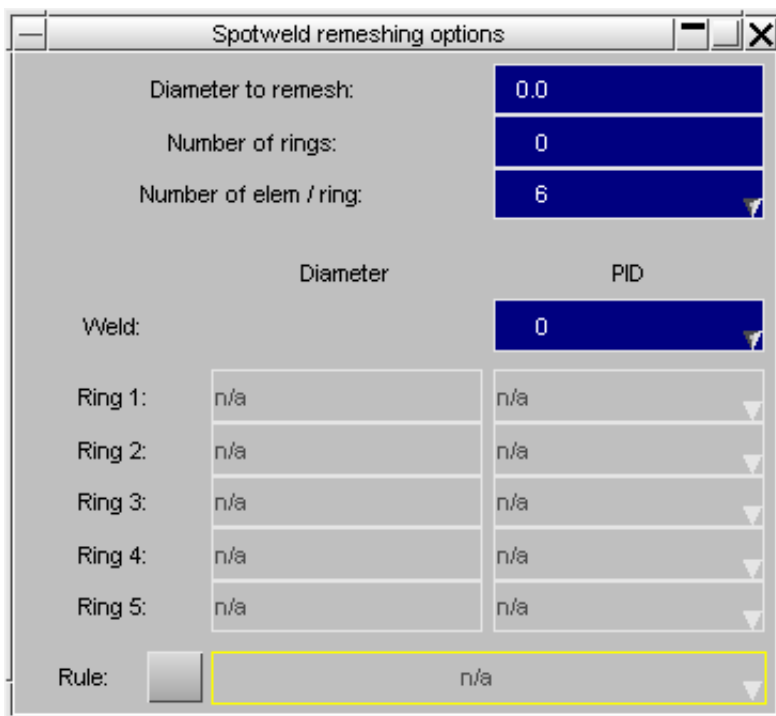 Spotweld remeshing options
Diameter to remesh: 0.0
Number of rings: 0
Number of elem / ring: 6
Diameter PID
Weld: 0
Ring 1: n/a n/a
Ring 2: n/a n/a
Ring 3: n/a n/a
Ring 4: n/a n/a
Ring 5: n/a n/a
Rule: n/a